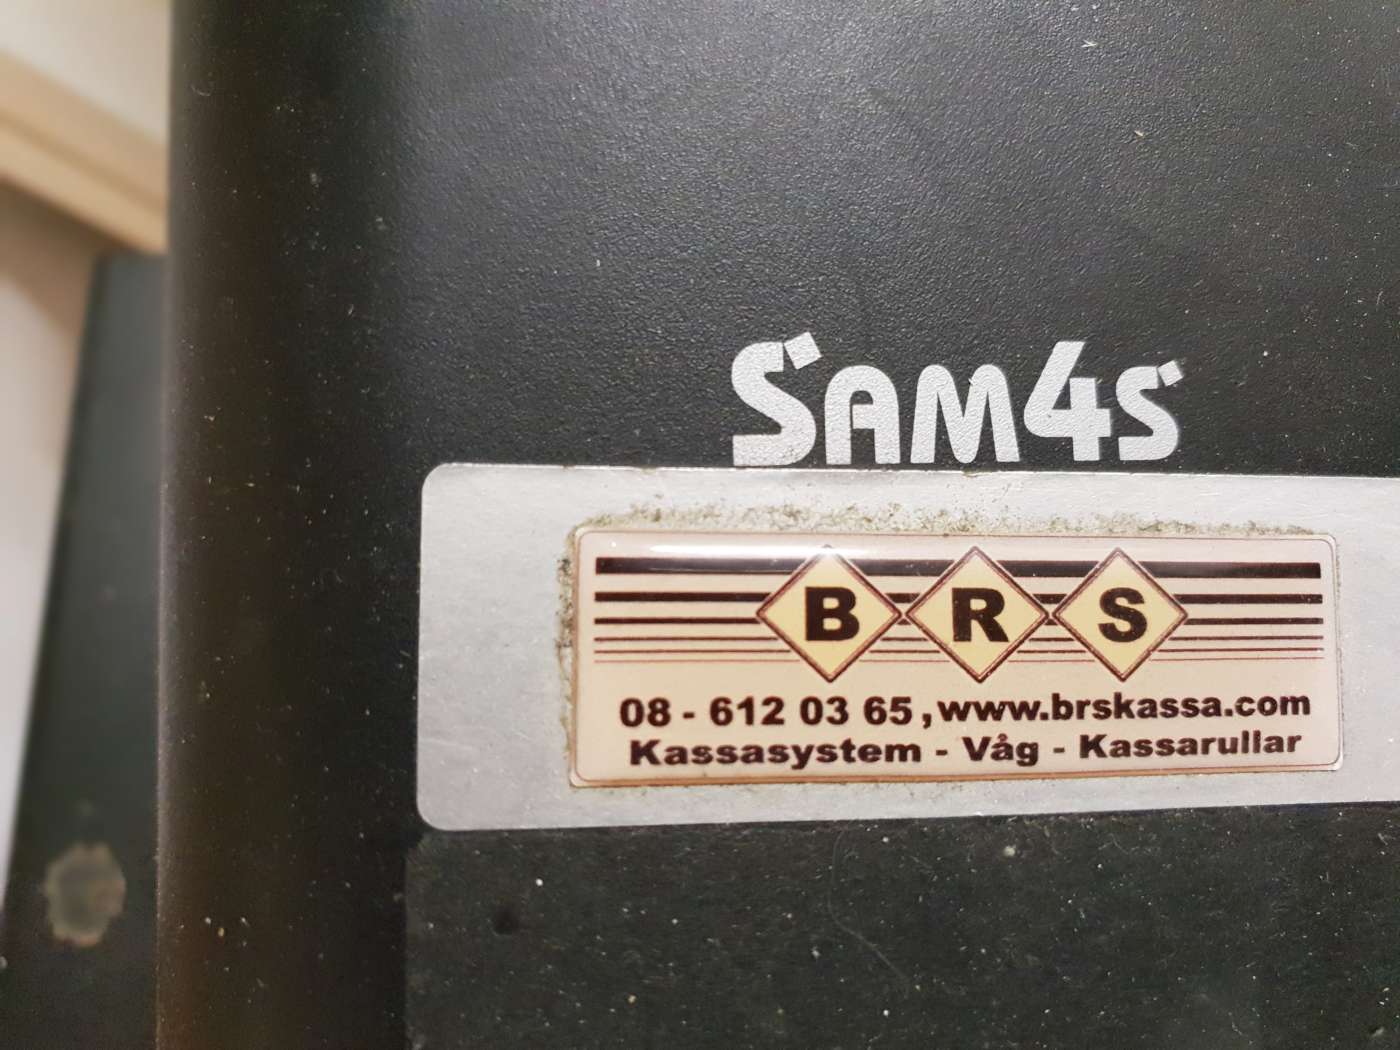 SAM4S
B R S
08 - 612 03 65, www.brskassa.com
Kassasystem - Våg - Kassarullar